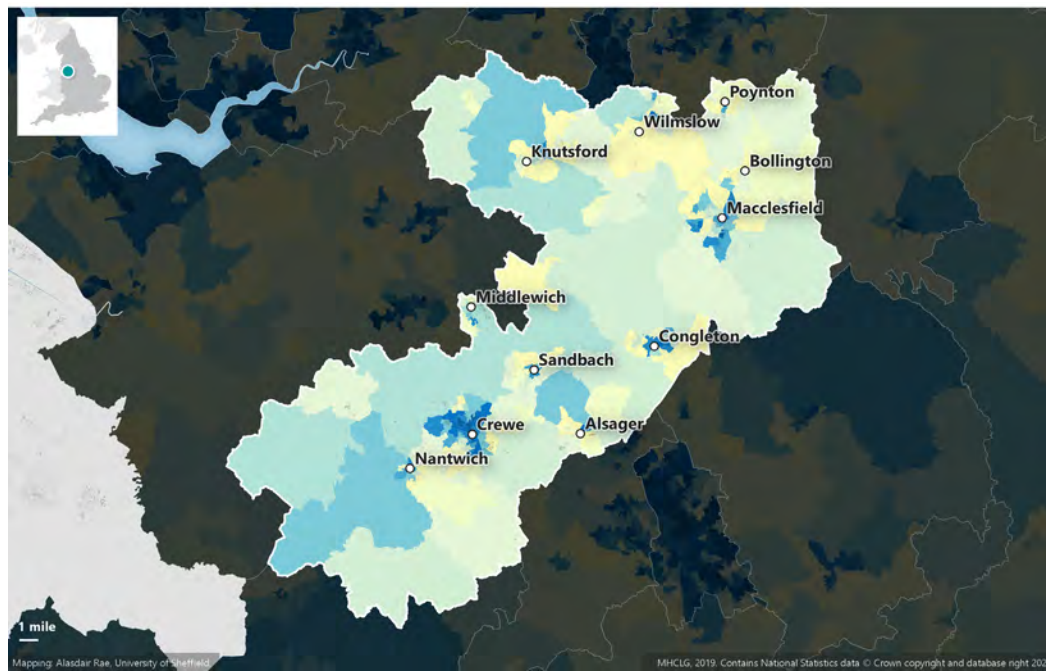 Poynton
Wilmslow
Knutsford
Bollington
Macclesfield
Middlewich
Congleton
Sandbach
Crewe
Alsager
Nantwich
1 mile
Mapping: Alasdair Rae, University of Sheffield
MHCLG, 2019. Contains National Statistics data © Crown copyright and database right 20